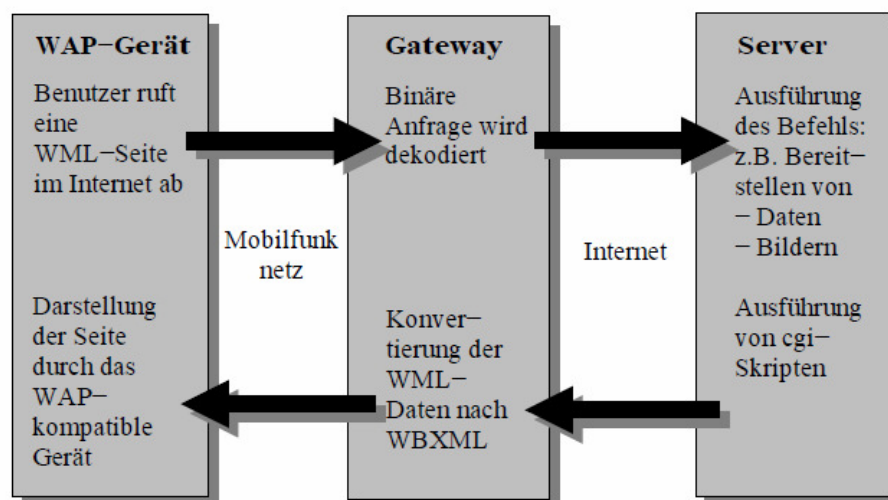 WAP-Gerät
Benutzer ruft
eine
WML-Seite
im Internet ab
Darstellung
der Seite
durch das
WAP-
kompatible
Gerät
Mobilfunk
netz
Gateway
Binäre
Anfrage wird
dekodiert
Konver-
tierung der
WML-
Daten nach
WBXML
Internet
Server
Ausführung
des Befehls:
z.B. Bereit-
stellen von
- Daten
- Bildern
Ausführung
von cgi-
Skripten